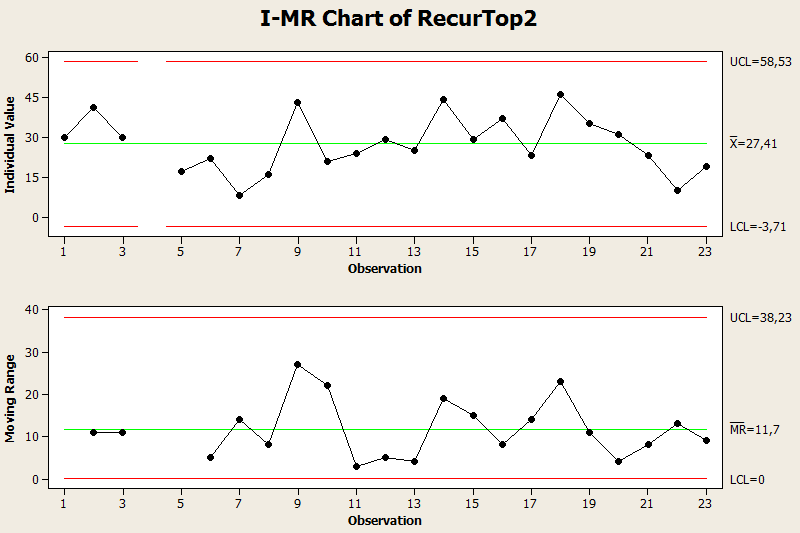 I-MR Chart of RecurTop2
60
45
30
15
0
Individual Value
UCL=58,53
X̅=27,41
LCL=-3,71
1 3 5 7 9 11 13 15 17 19 21 23
Observation
40
30
20
10
0
Moving Range
UCL=38,23
M̅R̅=11,7
LCL=0
1 3 5 7 9 11 13 15 17 19 21 23
Observation